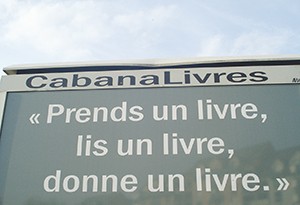 CabanaLivres
« Prends un livre,
lis un livre,
donne un livre. »